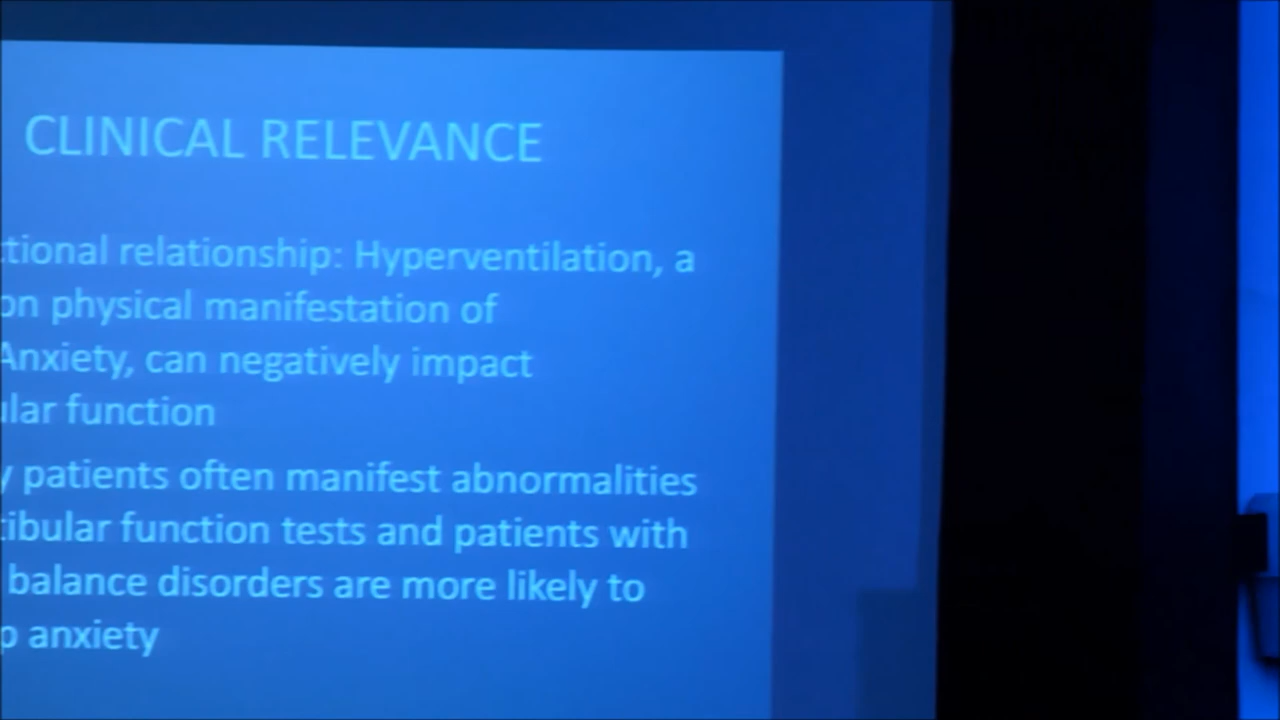 CLINICAL RELEVANCE
ctional relationship: Hyperventilation, a
on physical manifestation of
Anxiety, can negatively impact
ular function
y patients often manifest abnormalities
tibular function tests and patients with
balance disorders are more likely to
p anxiety